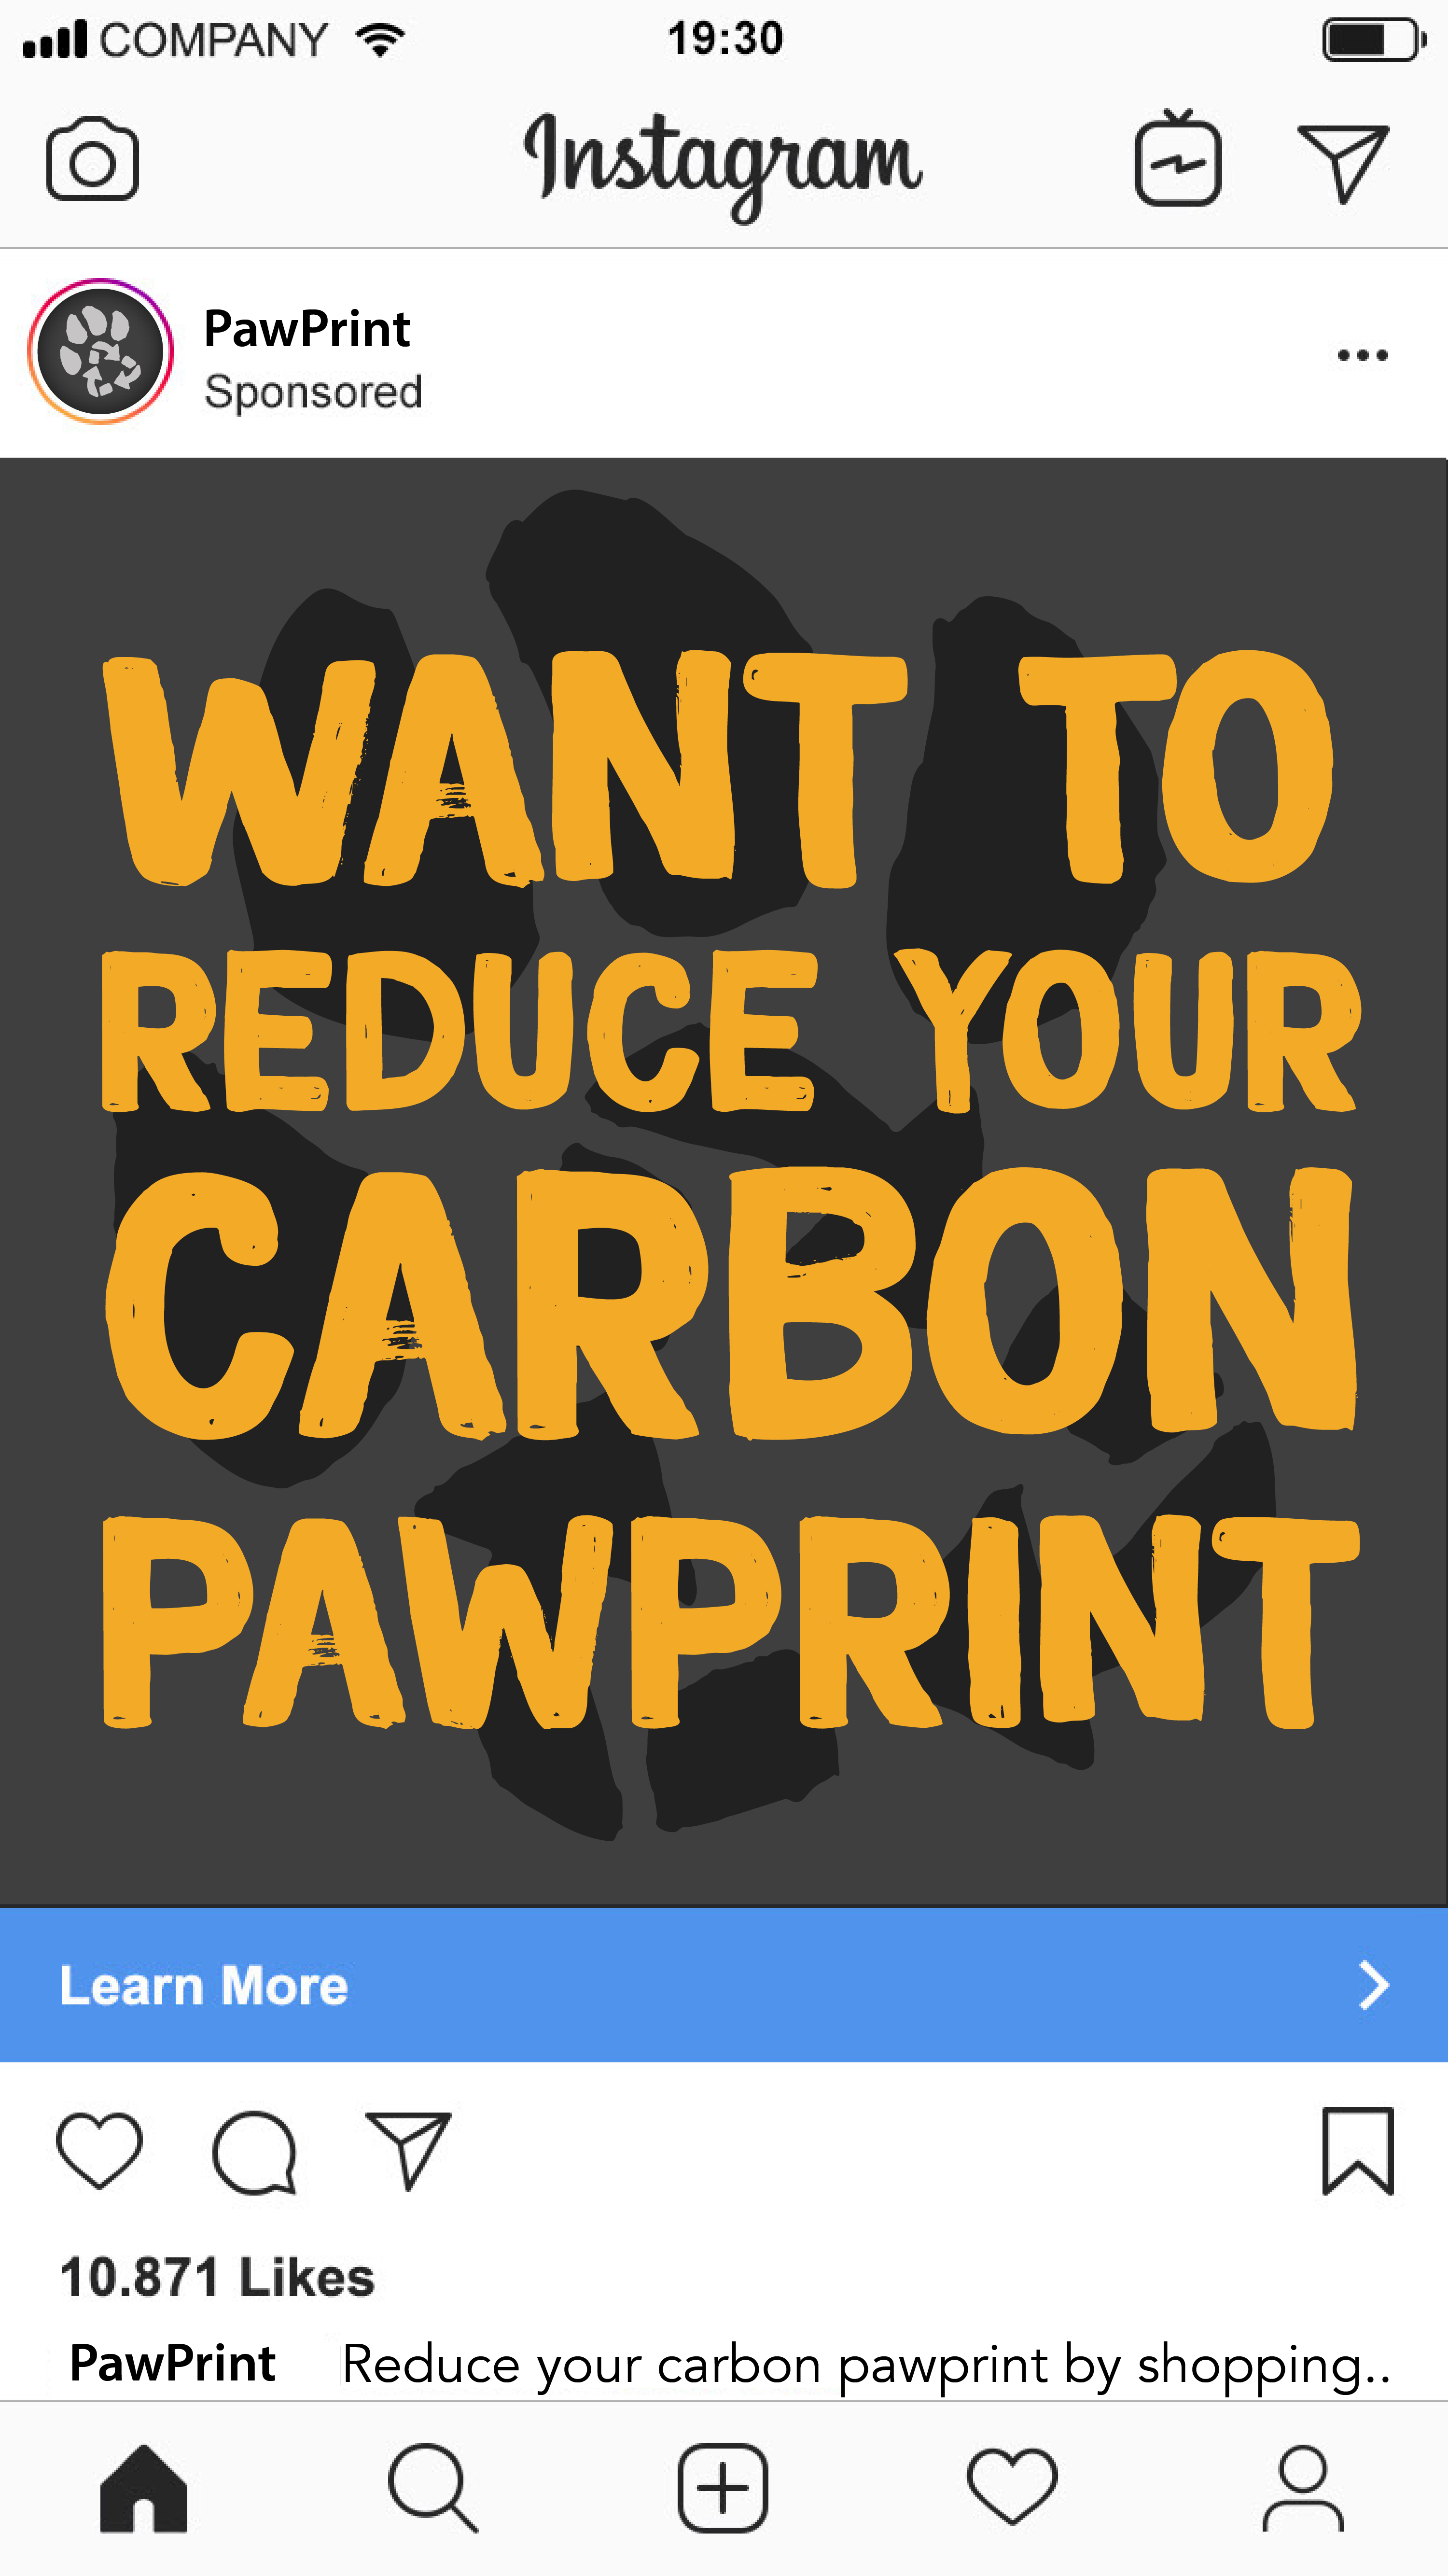 COMPANY 19:30
Instagram
PawPrint
Sponsored
WANT TO
REDUCE YOUR
CARBON
PAWPRINT
Learn More
10.871 Likes
PawPrint Reduce your carbon pawprint by shopping..